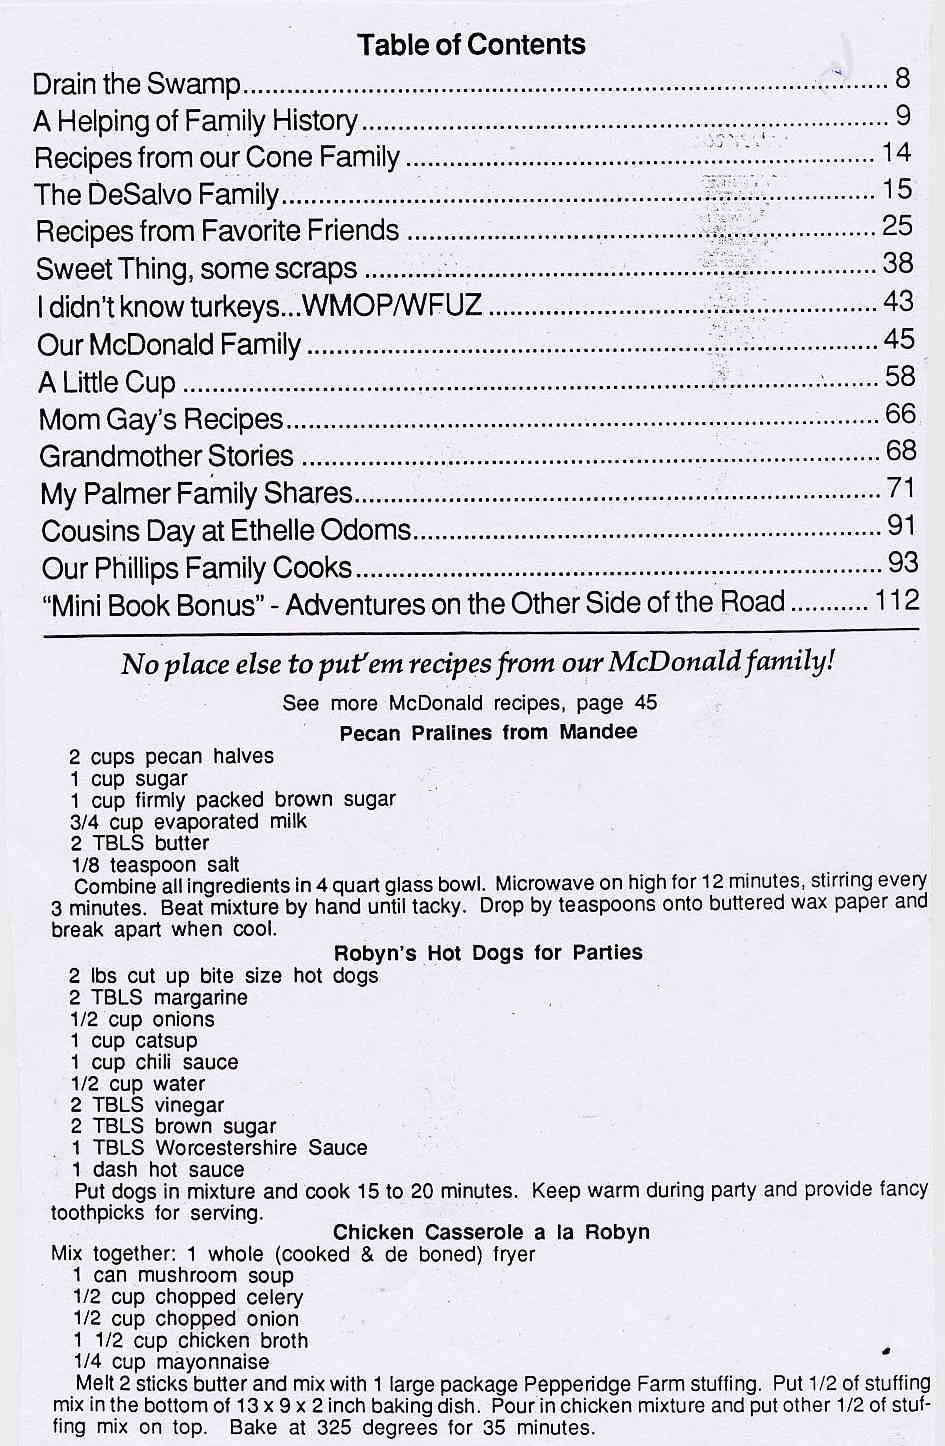 Table of Contents
Drain the Swamp........................................................................................... 8
A Helping of Family History.......................................................................... 9
Recipes from our Cone Family .................................................................. 14
The DeSalvo Family.................................................................................... 15
Recipes from Favorite Friends .................................................................. 25
Sweet Thing, some scraps ........................................................................ 38
I didn't know turkeys...WMOP/WFUZ ....................................................... 43
Our McDonald Family ................................................................................ 45
A Little Cup .................................................................................................. 58
Mom Gay's Recipes.................................................................................... 66
Grandmother Stories ................................................................................. 68
My Palmer Family Shares.......................................................................... 71
Cousins Day at Ethelle Odoms.................................................................. 91
Our Phillips Family Cooks.......................................................................... 93
"Mini Book Bonus" - Adventures on the Other Side of the Road ........... 112
No place else to put'em recipes from our McDonald family!
See more McDonald recipes, page 45
Pecan Pralines from Mandee
2 cups pecan halves
1 cup sugar
1 cup firmly packed brown sugar
3/4 cup evaporated milk
2 TBLS butter
1/8 teaspoon salt
Combine all ingredients in 4 quart glass bowl. Microwave on high for 12 minutes, stirring every
3 minutes. Beat mixture by hand until tacky. Drop by teaspoons onto buttered wax paper and
break apart when cool.
Robyn's Hot Dogs for Parties
2 lbs cut up bite size hot dogs
2 TBLS margarine
1/2 cup onions
1 cup catsup
1 cup chili sauce
1/2 cup water
2 TBLS vinegar
2 TBLS brown sugar
1 TBLS Worcestershire Sauce
1 dash hot sauce
Put dogs in mixture and cook 15 to 20 minutes. Keep warm during party and provide fancy
toothpicks for serving.
Chicken Casserole a la Robyn
Mix together: 1 whole (cooked & de boned) fryer
1 can mushroom soup
1/2 cup chopped celery
1/2 cup chopped onion
1 1/2 cup chicken broth
1/4 cup mayonnaise
Melt 2 sticks butter and mix with 1 large package Pepperidge Farm stuffing. Put 1/2 of stuffing
mix in the bottom of 13 x 9 x 2 inch baking dish. Pour in chicken mixture and put other 1/2 of stuf-
fing mix on top. Bake at 325 degrees for 35 minutes.